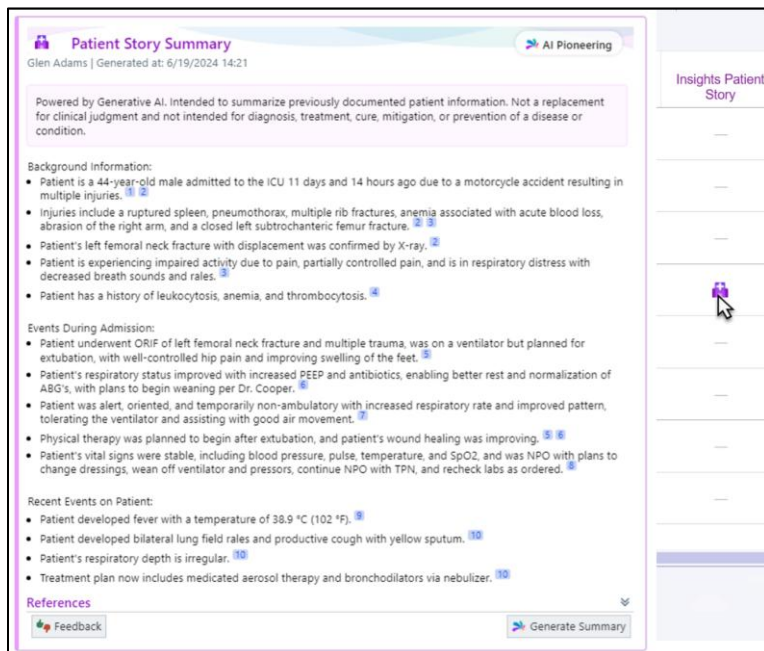 Patient Story Summary
AI Pioneering
Glen Adams | Generated at: 6/19/2024 14:21
Powered by Generative AI. Intended to summarize previously documented patient information. Not a replacement
for clinical judgment and not intended for diagnosis, treatment, cure, mitigation, or prevention of a disease or
condition.
Background Information:
• Patient is a 44-year-old male admitted to the ICU 11 days and 14 hours ago due to a motorcycle accident resulting in
multiple injuries. 1 2
• Injuries include a ruptured spleen, pneumothorax, multiple rib fractures, anemia associated with acute blood loss,
abrasion of the right arm, and a closed left subtrochanteric femur fracture. 2 3
• Patient's left femoral neck fracture with displacement was confirmed by X-ray. 2
• Patient is experiencing impaired activity due to pain, partially controlled pain, and is in respiratory distress with
decreased breath sounds and rales. 3
• Patient has a history of leukocytosis, anemia, and thrombocytosis. 4
Events During Admission:
• Patient underwent ORIF of left femoral neck fracture and multiple trauma, was on a ventilator but planned for
extubation, with well-controlled hip pain and improving swelling of the feet. 5
• Patient's respiratory status improved with increased PEEP and antibiotics, enabling better rest and normalization of
ABG's, with plans to begin weaning per Dr. Cooper. 6
• Patient was alert, oriented, and temporarily non-ambulatory with increased respiratory rate and improved pattern,
tolerating the ventilator and assisting with good air movement. 7
• Physical therapy was planned to begin after extubation, and patient's wound healing was improving. 5 6
• Patient's vital signs were stable, including blood pressure, pulse, temperature, and SpO2, and was NPO with plans to
change dressings, wean off ventilator and pressors, continue NPO with TPN, and recheck labs as ordered. 8
Recent Events on Patient:
• Patient developed fever with a temperature of 38.9 °C (102 °F). 9
• Patient developed bilateral lung field rales and productive cough with yellow sputum. 10
• Patient's respiratory depth is irregular. 10
• Treatment plan now includes medicated aerosol therapy and bronchodilators via nebulizer. 10
References
Feedback
Generate Summary
Insights Patient
Story